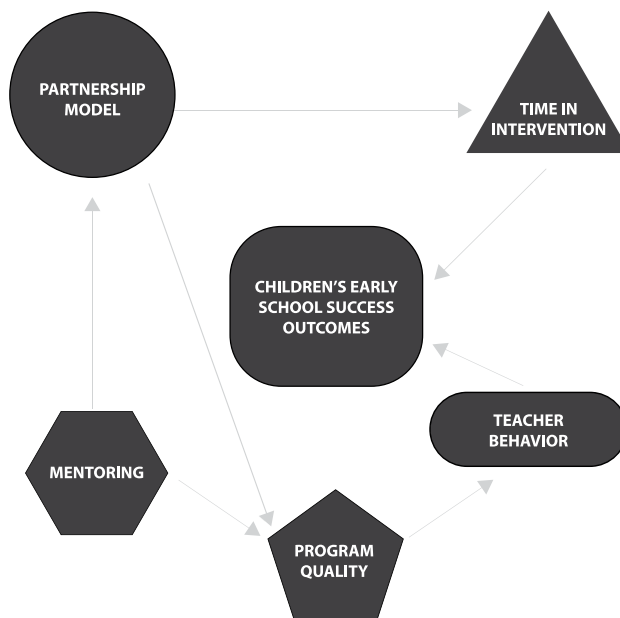 PARTNERSHIP
MODEL
TIME IN
INTERVENTION
CHILDREN’S EARLY
SCHOOL SUCCESS
OUTCOMES
TEACHER
BEHAVIOR
MENTORING
PROGRAM
QUALITY